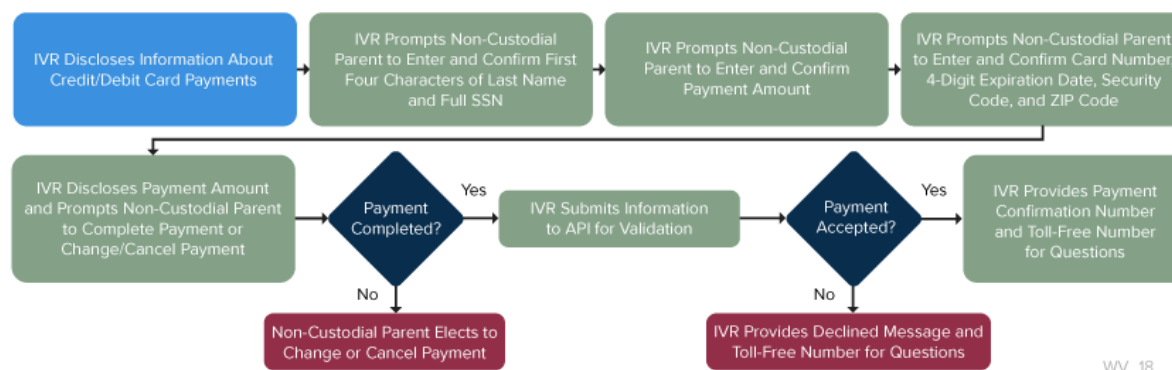 IVR Discloses Information About
Credit/Debit Card Payments
IVR Prompts Non-Custodial
Parent to Enter and Confirm First
Four Characters of Last Name
and Full SSN
IVR Prompts Non-Custodial
Parent to Enter and Confirm
Payment Amount
IVR Prompts Non-Custodial Parent
to Enter and Confirm Card Number,
4-Digit Expiration Date, Security
Code, and ZIP Code
IVR Discloses Payment Amount
and Prompts Non-Custodial Parent
to Complete Payment or
Change/Cancel Payment
Payment
Completed?
Yes
IVR Submits Information
to API for Validation
Payment
Accepted?
Yes
IVR Provides Payment
Confirmation Number
and Toll-Free Number
for Questions
No
Non-Custodial Parent Elects to
Change or Cancel Payment
No
IVR Provides Declined Message and
Toll-Free Number for Questions
WV_18